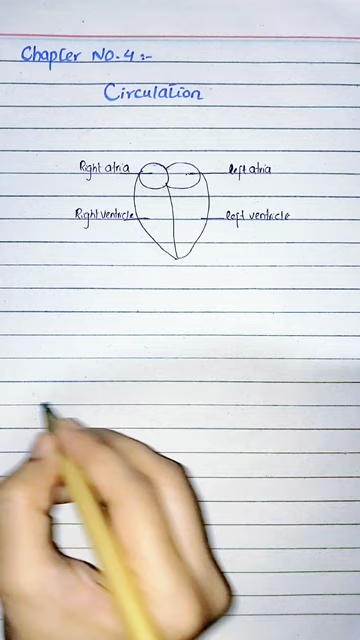 Chapter No. 4 :-
Circulation
Right atria left atria
Right ventricle left ventricle